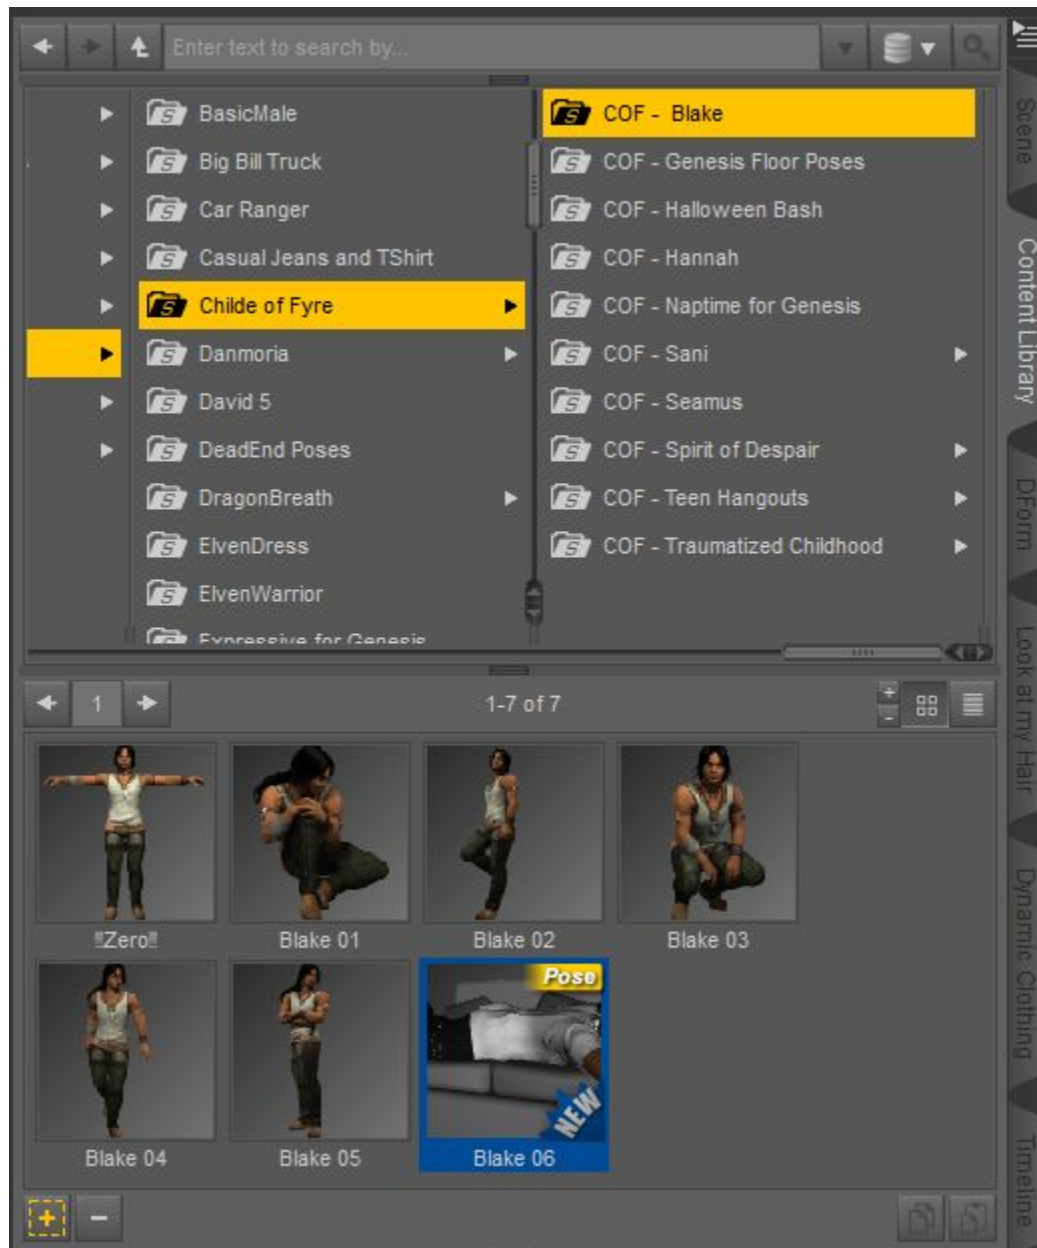 Enter text to search by...
BasicMale
Big Bill Truck
Car Ranger
Casual Jeans and TShirt
Childe of Fyre
Danmoria
David 5
DeadEnd Poses
DragonBreath
ElvenDress
ElvenWarrior
Expressive for Genesis
COF -  Blake
COF - Genesis Floor Poses
COF - Halloween Bash
COF - Hannah
COF - Naptime for Genesis
COF - Sani
COF - Seamus
COF - Spirit of Despair
COF - Teen Hangouts
COF - Traumatized Childhood
Scene
Content Library
DForm
Look at my Hair
Dynamic Clothing
Timeline
1
1-7 of 7
!!Zero!!
Blake 01
Blake 02
Blake 03
Pose
NEW
Blake 04
Blake 05
Blake 06